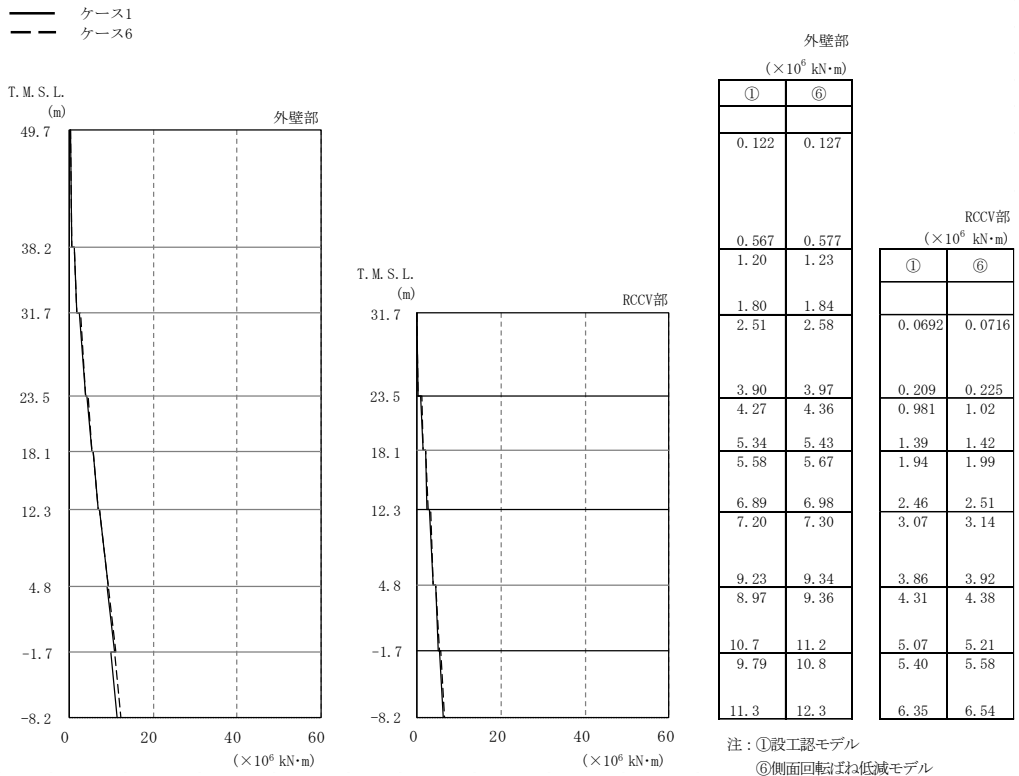 ケース1
ケース6
T.M.S.L.
(m)
外壁部
49.7
38.2
31.7
23.5
18.1
12.3
4.8
-1.7
-8.2
0 20 40 60
(×10⁶ kN・m)
T.M.S.L.
(m)
RCCV部
31.7
23.5
18.1
12.3
4.8
-1.7
-8.2
0 20 40 60
(×10⁶ kN・m)
外壁部
(×10⁶ kN・m)
① ⑥
0.122 0.127
0.567 0.577
1.20 1.23
1.80 1.84
2.51 2.58
3.90 3.97
4.27 4.36
5.34 5.43
5.58 5.67
6.89 6.98
7.20 7.30
9.23 9.34
8.97 9.36
10.7 11.2
9.79 10.8
11.3 12.3
RCCV部
(×10⁶ kN・m)
① ⑥
0.0692 0.0716
0.209 0.225
0.981 1.02
1.39 1.42
1.94 1.99
2.46 2.51
3.07 3.14
3.86 3.92
4.31 4.38
5.07 5.21
5.40 5.58
6.35 6.54
注：①設工認モデル
⑥側面回転ばね低減モデル